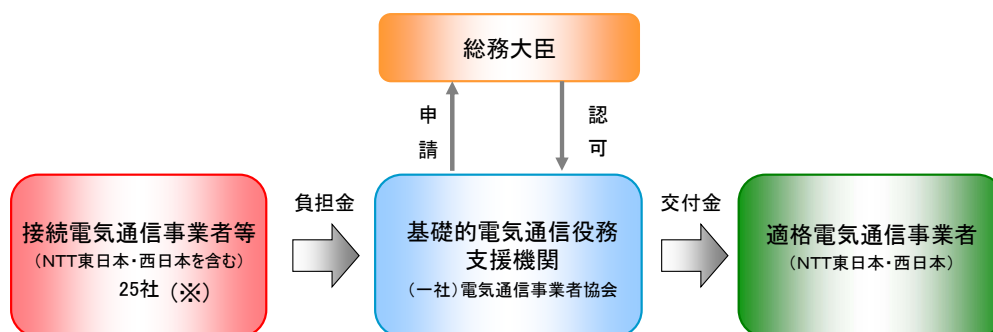 総務大臣
申請
認可
負担金
交付金
接続電気通信事業者等
（NTT東日本・西日本を含む）
25社（※）
基礎的電気通信役務
支援機関
（一社）電気通信事業者協会
適格電気通信事業者
（NTT東日本・西日本）